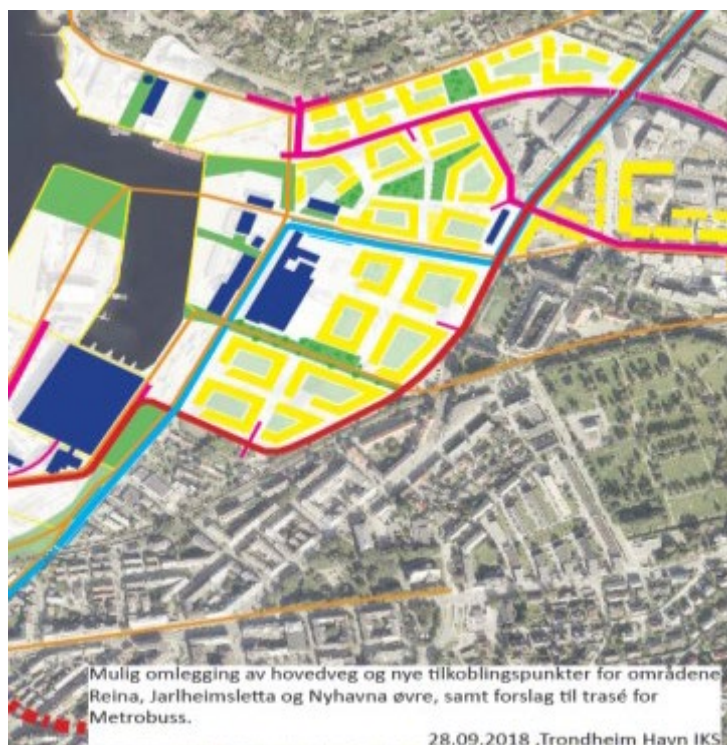 Mulig omlegging av hovedveg og nye tilkoblingspunkter for områdene
Reina, Jarlheimsletta og Nyhavna øvre, samt forslag til trasé for
Metrobuss.
28.09.2018 .Trondheim Havn IKS